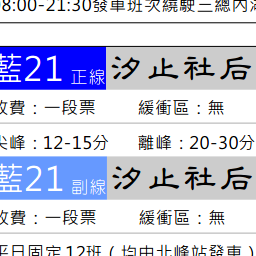 8:00-21:30發車班次繞駛三總內
藍21 正線 汐止社后
收費：一段票 緩衝區：無
尖峰：12-15分 離峰：20-30分
藍21 副線 汐止社后
收費：一段票 緩衝區：無
平日固定12班（均由北峰站發車）